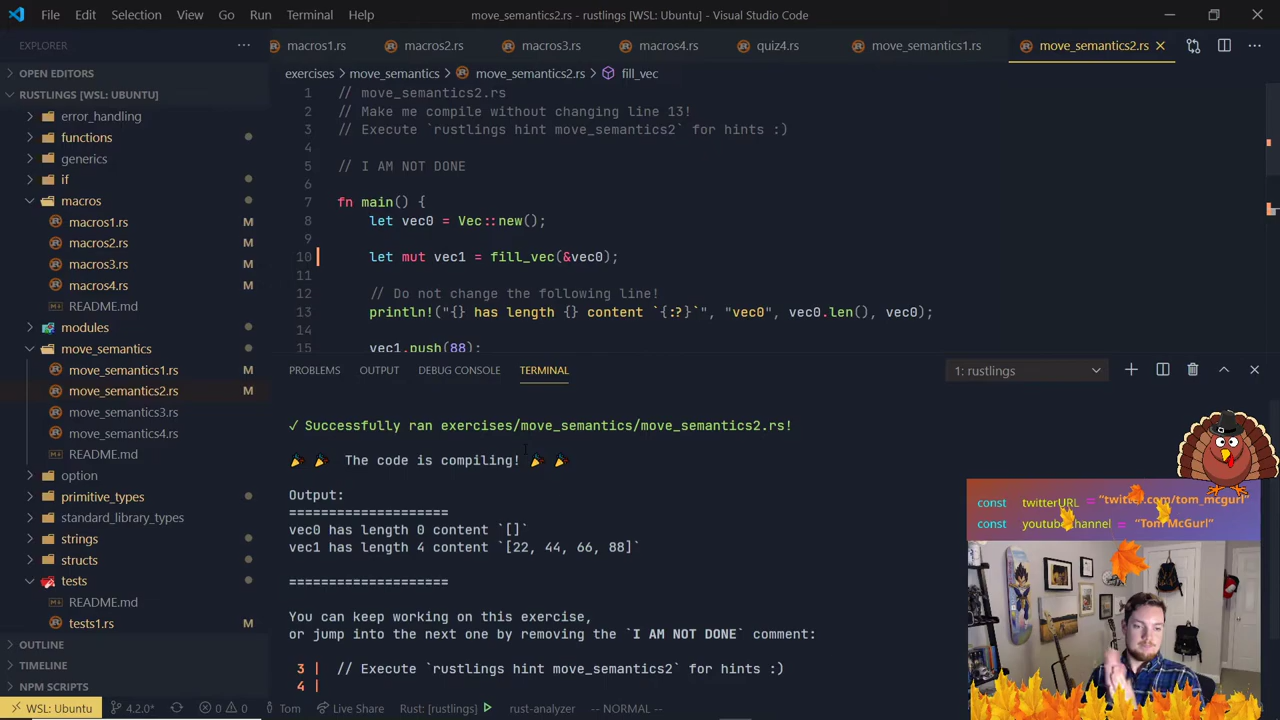 File Edit Selection View Go Run Terminal Help
move_semantics2.rs - rustlings [WSL: Ubuntu] - Visual Studio Code
EXPLORER
macros1.rs macros2.rs macros3.rs macros4.rs quiz4.rs move_semantics1.rs move_semantics2.rs
OPEN EDITORS
RUSTLINGS [WSL: UBUNTU]
error_handling
functions
generics
if
macros
macros1.rs M
macros2.rs M
macros3.rs M
macros4.rs M
README.md
modules
move_semantics
move_semantics1.rs M
move_semantics2.rs M
move_semantics3.rs
move_semantics4.rs
README.md
option
primitive_types
standard_library_types
strings
structs
tests
README.md
tests1.rs M
OUTLINE
TIMELINE
NPM SCRIPTS
exercises > move_semantics > move_semantics2.rs > fill_vec
1 // move_semantics2.rs
2 // Make me compile without changing line 13!
3 // Execute `rustlings hint move_semantics2` for hints :)
4
5 // I AM NOT DONE
6
7 fn main() {
8 let vec0 = Vec::new();
9
10 let mut vec1 = fill_vec(&vec0);
11
12 // Do not change the following line!
13 println!("{} has length {} content `{:?}`", "vec0", vec0.len(), vec0);
14
15 vec1.push(88);
PROBLEMS OUTPUT DEBUG CONSOLE TERMINAL
1: rustlings
✓ Successfully ran exercises/move_semantics/move_semantics2.rs!
The code is compiling!
Output:
====================
vec0 has length 0 content `[]`
vec1 has length 4 content `[22, 44, 66, 88]`
====================
You can keep working on this exercise,
or jump into the next one by removing the `I AM NOT DONE` comment:
3 | // Execute `rustlings hint move_semantics2` for hints :)
4 |
const twitterURL = "twitter.com/tom_mcgurl"
const youtubeChannel = "Tom McGurl"
WSL: Ubuntu 4.2.0* 0 0 Tom Live Share Rust: [rustlings] rust-analyzer -- NORMAL --